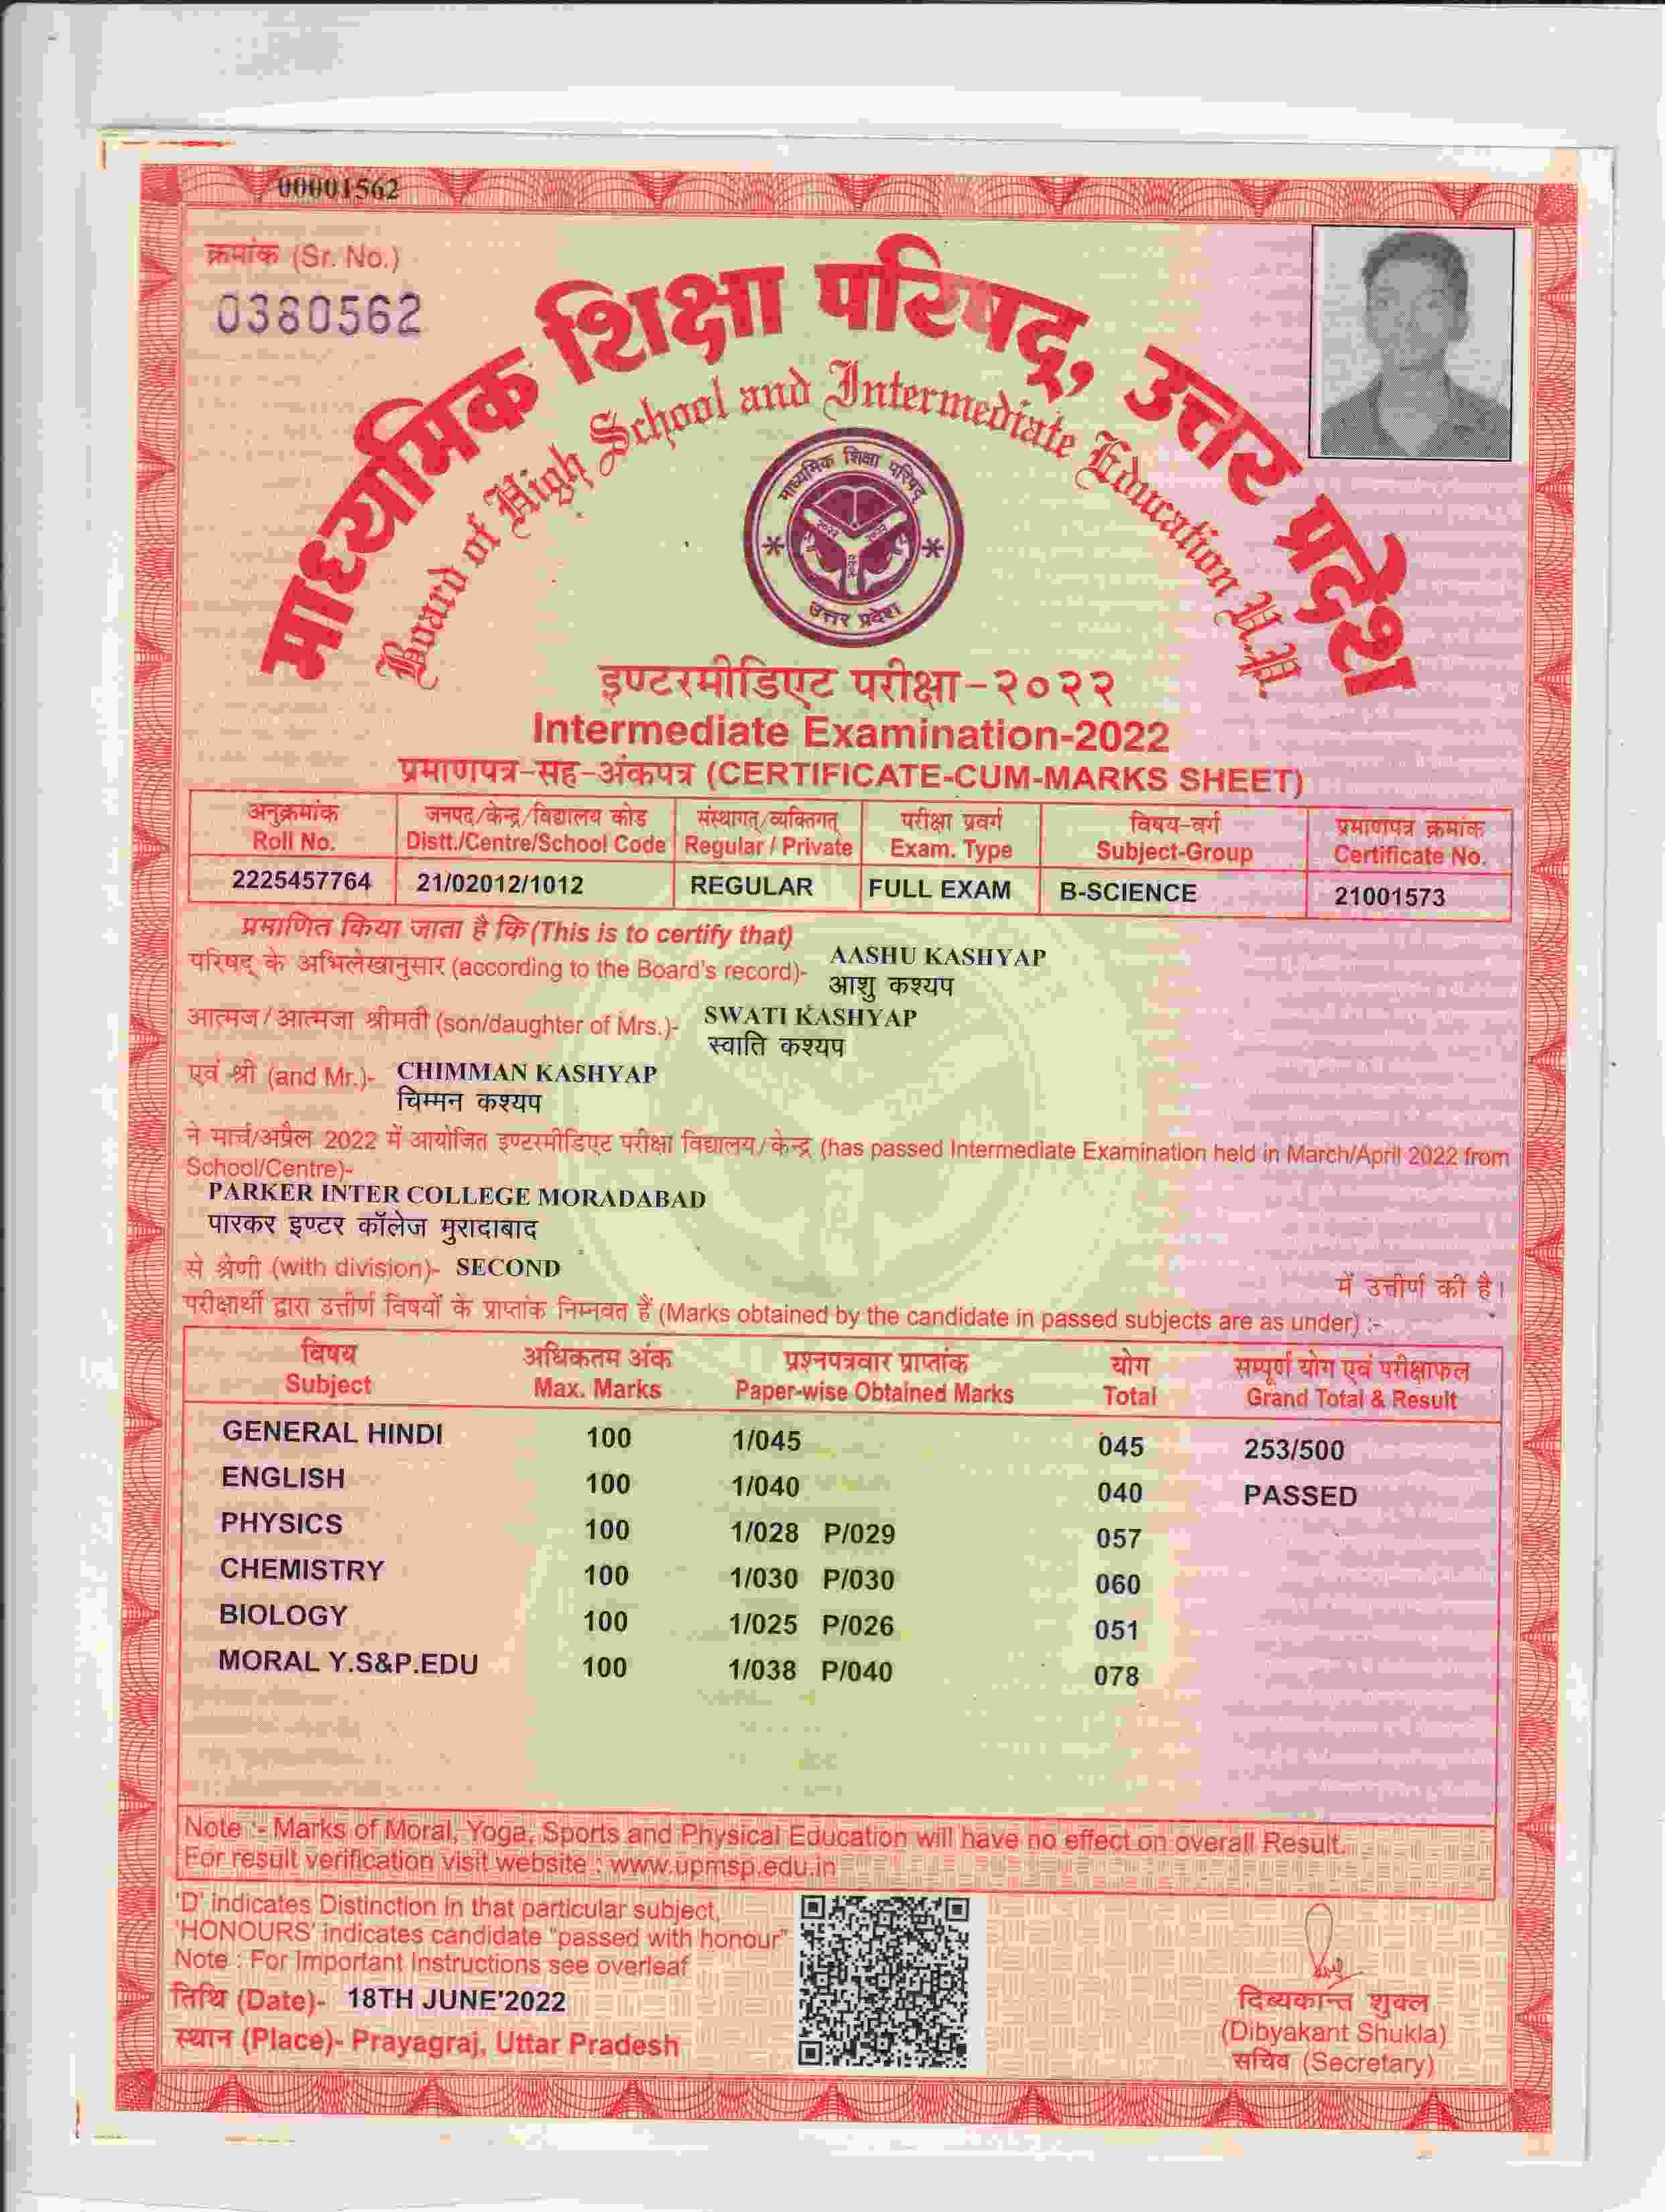 00001562
क्रमांक (Sr. No.)
0380562
माध्यमिक शिक्षा परिषद्, उत्तर प्रदेश
Board of High School and Intermediate Education U.P.
माध्यमिक शिक्षा परिषद्
उत्तर प्रदेश
इण्टरमीडिएट परीक्षा-२०२२
Intermediate Examination-2022
प्रमाणपत्र-सह-अंकपत्र (CERTIFICATE-CUM-MARKS SHEET)
अनुक्रमांक जनपद/केन्द्र/विद्यालय कोड संस्थागत/व्यक्तिगत परीक्षा प्रवर्ग विषय-वर्ग प्रमाणपत्र क्रमांक
Roll No. Distt./Centre/School Code Regular / Private Exam. Type Subject-Group Certificate No.
2225457764 21/02012/1012 REGULAR FULL EXAM B-SCIENCE 21001573
प्रमाणित किया जाता है कि (This is to certify that)
परिषद् के अभिलेखानुसार (according to the Board's record)- AASHU KASHYAP
आशु कश्यप
आत्मज/आत्मजा श्रीमती (son/daughter of Mrs.)- SWATI KASHYAP
स्वाति कश्यप
एवं श्री (and Mr.)- CHIMMAN KASHYAP
चिम्मन कश्यप
ने मार्च/अप्रैल 2022 में आयोजित इण्टरमीडिएट परीक्षा विद्यालय/केन्द्र (has passed Intermediate Examination held in March/April 2022 from
School/Centre)-
PARKER INTER COLLEGE MORADABAD
पारकर इण्टर कॉलेज मुरादाबाद
से श्रेणी (with division)- SECOND में उत्तीर्ण की है।
परीक्षार्थी द्वारा उत्तीर्ण विषयों के प्राप्तांक निम्नवत हैं (Marks obtained by the candidate in passed subjects are as under) :-
विषय अधिकतम अंक प्रश्नपत्रवार प्राप्तांक योग सम्पूर्ण योग एवं परीक्षाफल
Subject Max. Marks Paper-wise Obtained Marks Total Grand Total & Result
GENERAL HINDI 100 1/045 045 253/500
ENGLISH 100 1/040 040 PASSED
PHYSICS 100 1/028 P/029 057
CHEMISTRY 100 1/030 P/030 060
BIOLOGY 100 1/025 P/026 051
MORAL Y.S&P.EDU 100 1/038 P/040 078
Note :- Marks of Moral, Yoga, Sports and Physical Education will have no effect on overall Result.
For result verification visit website : www.upmsp.edu.in
'D' indicates Distinction in that particular subject,
'HONOURS' indicates candidate "passed with honour"
Note : For Important Instructions see overleaf
तिथि (Date)- 18TH JUNE'2022
स्थान (Place)- Prayagraj, Uttar Pradesh
दिब्यकान्त शुक्ल
(Dibyakant Shukla)
सचिव (Secretary)